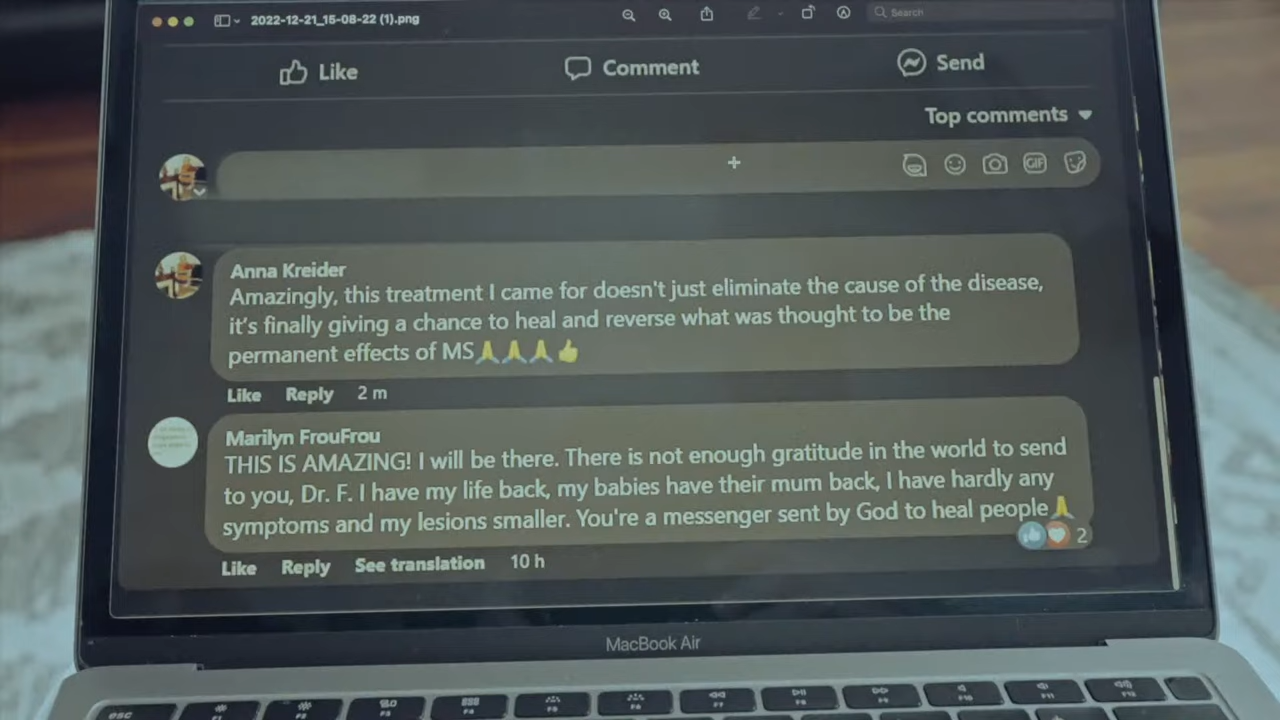 2022-12-21_15-08-22 (1).png
Search
Like
Comment
Send
Top comments
GIF
Anna Kreider
Amazingly, this treatment I came for doesn't just eliminate the cause of the disease,
it's finally giving a chance to heal and reverse what was thought to be the
permanent effects of MS🙏🙏🙏👍
Like Reply 2 m
Marilyn FrouFrou
THIS IS AMAZING! I will be there. There is not enough gratitude in the world to send
to you, Dr. F. I have my life back, my babies have their mum back, I have hardly any
symptoms and my lesions smaller. You're a messenger sent by God to heal people🙏
2
Like Reply See translation 10 h
MacBook Air
esc